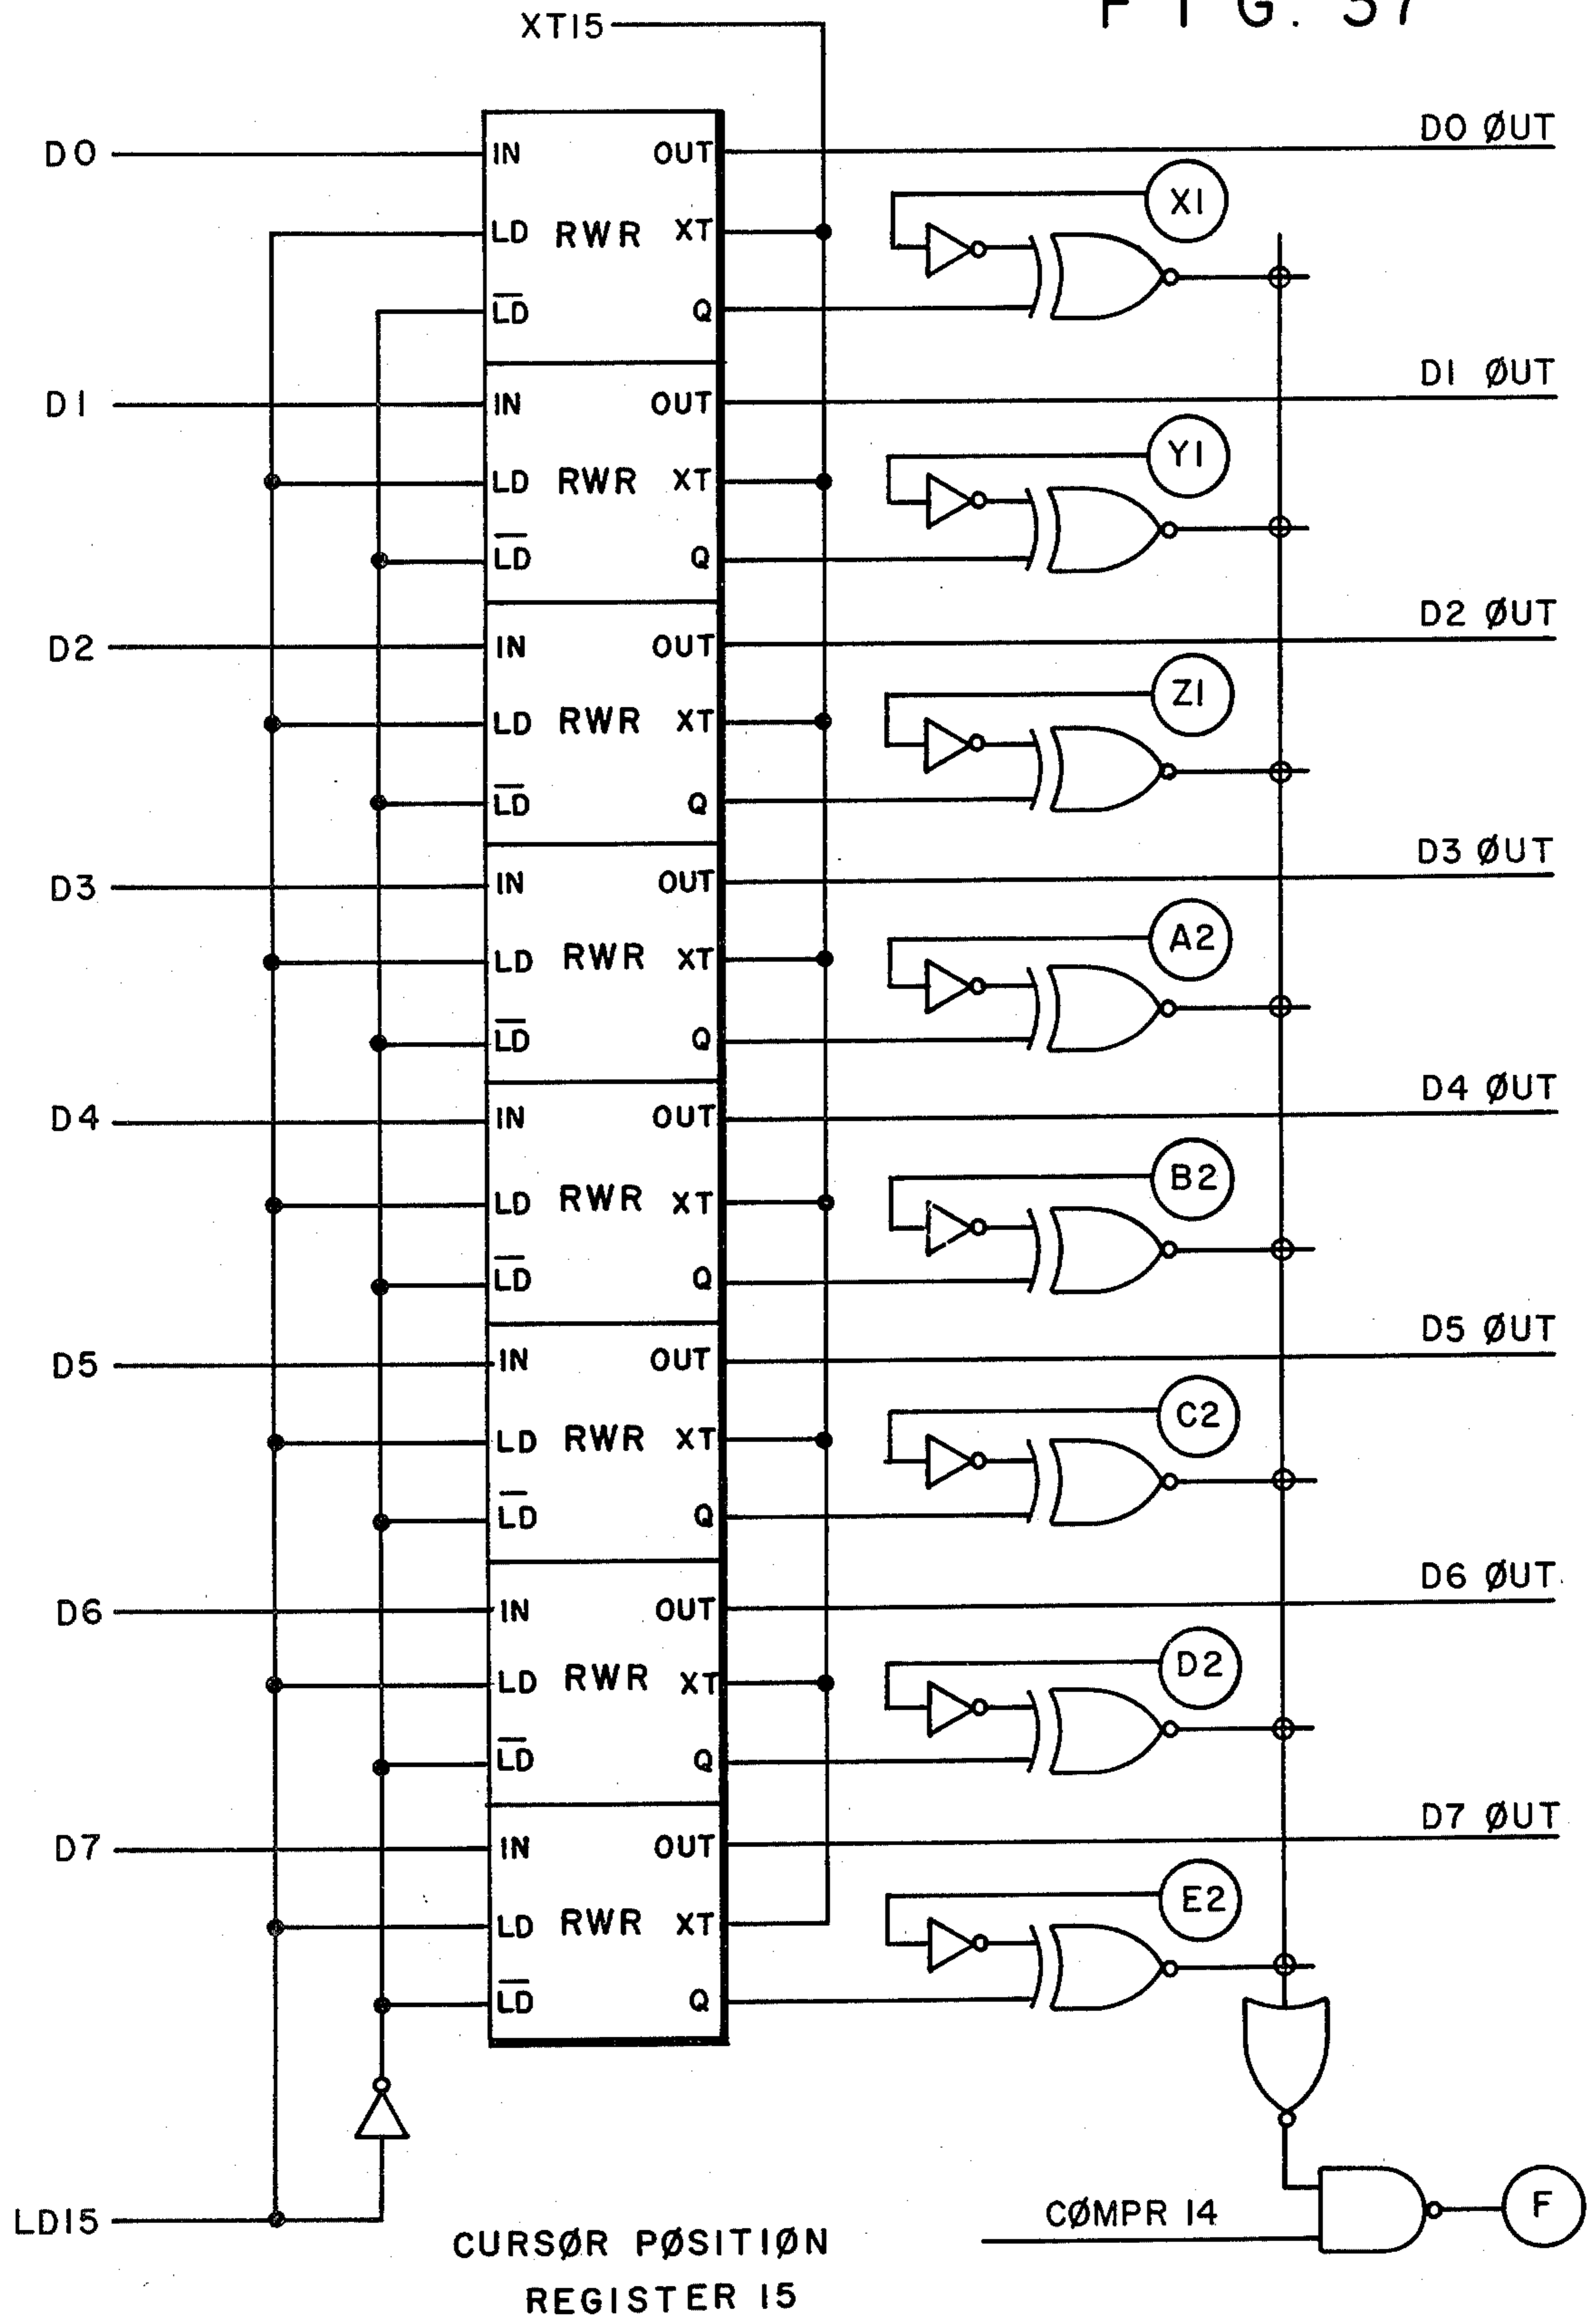 F I G.
XT15
D0 IN OUT D0 ØUT
X1
LD RWR XT
LD Q
D1 IN OUT D1 ØUT
Y1
LD RWR XT
LD Q
D2 IN OUT D2 ØUT
Z1
LD RWR XT
LD Q
D3 IN OUT D3 ØUT
A2
LD RWR XT
LD Q
D4 IN OUT D4 ØUT
B2
LD RWR XT
LD Q
D5 IN OUT D5 ØUT
C2
LD RWR XT
LD Q
D6 IN OUT D6 ØUT
D2
LD RWR XT
LD Q
D7 IN OUT D7 ØUT
E2
LD RWR XT
LD Q
LD15
CØMPR 14
F
CURSØR PØSITIØN
REGISTER 15